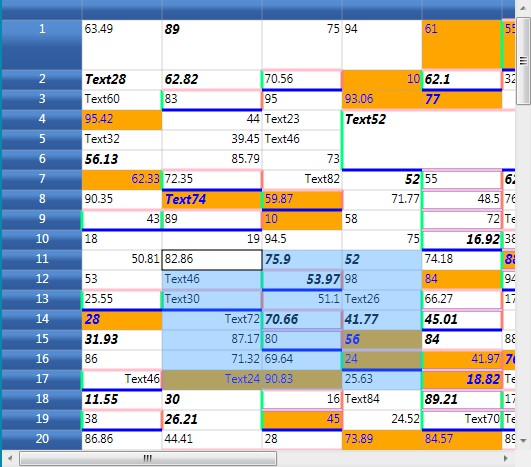 1 63.49 89 75 94 61 55
2 Text28 62.82 70.56 10 62.1 32
3 Text60 83 95 93.06 77
4 95.42 44 Text23 Text52
5 Text32 39.45 Text46
6 56.13 85.79 73
7 62.33 72.35 Text82 52 55 62
8 90.35 Text74 59.87 71.77 48.5 76
9 43 89 10 58 72 Te
10 18 19 94.5 75 16.92 38
11 50.81 82.86 75.9 52 74.18 88
12 53 Text46 53.97 98 84 94
13 25.55 Text30 51.1 Text26 66.27 17
14 28 Text72 70.66 41.77 45.01
15 31.93 87.17 80 56 84 88
16 86 71.32 69.64 24 41.97 70
17 Text46 Text24 90.83 25.63 18.82 Te
18 11.55 30 16 Text84 89.21 17
19 38 26.21 45 24.52 Text70 Te
20 86.86 44.41 28 73.89 84.57 89